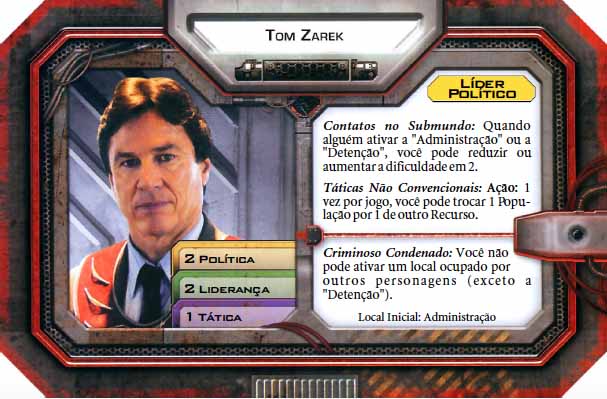 Tom Zarek
Líder
Político
Contatos no Submundo: Quando
alguém ativar a "Administração" ou a
"Detenção", você pode reduzir ou
aumentar a dificuldade em 2.
Táticas Não Convencionais: Ação: 1
vez por jogo, você pode trocar 1 Popu-
lação por 1 de outro Recurso.
Criminoso Condenado: Você não
pode ativar um local ocupado por
outros personagens (exceto a
"Detenção").
Local Inicial: Administração
2 Política
2 Liderança
1 Tática